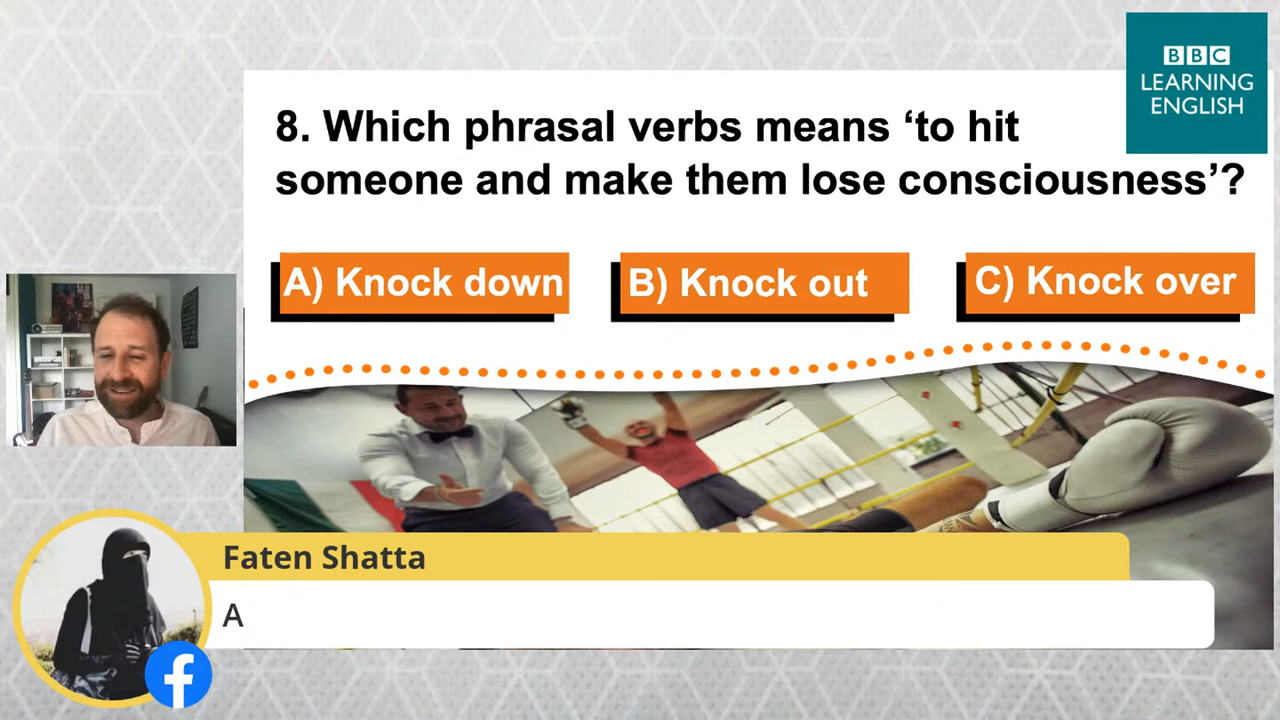 BBC
LEARNING
ENGLISH
8. Which phrasal verbs means ‘to hit
someone and make them lose consciousness’?
A) Knock down
B) Knock out
C) Knock over
Faten Shatta
A